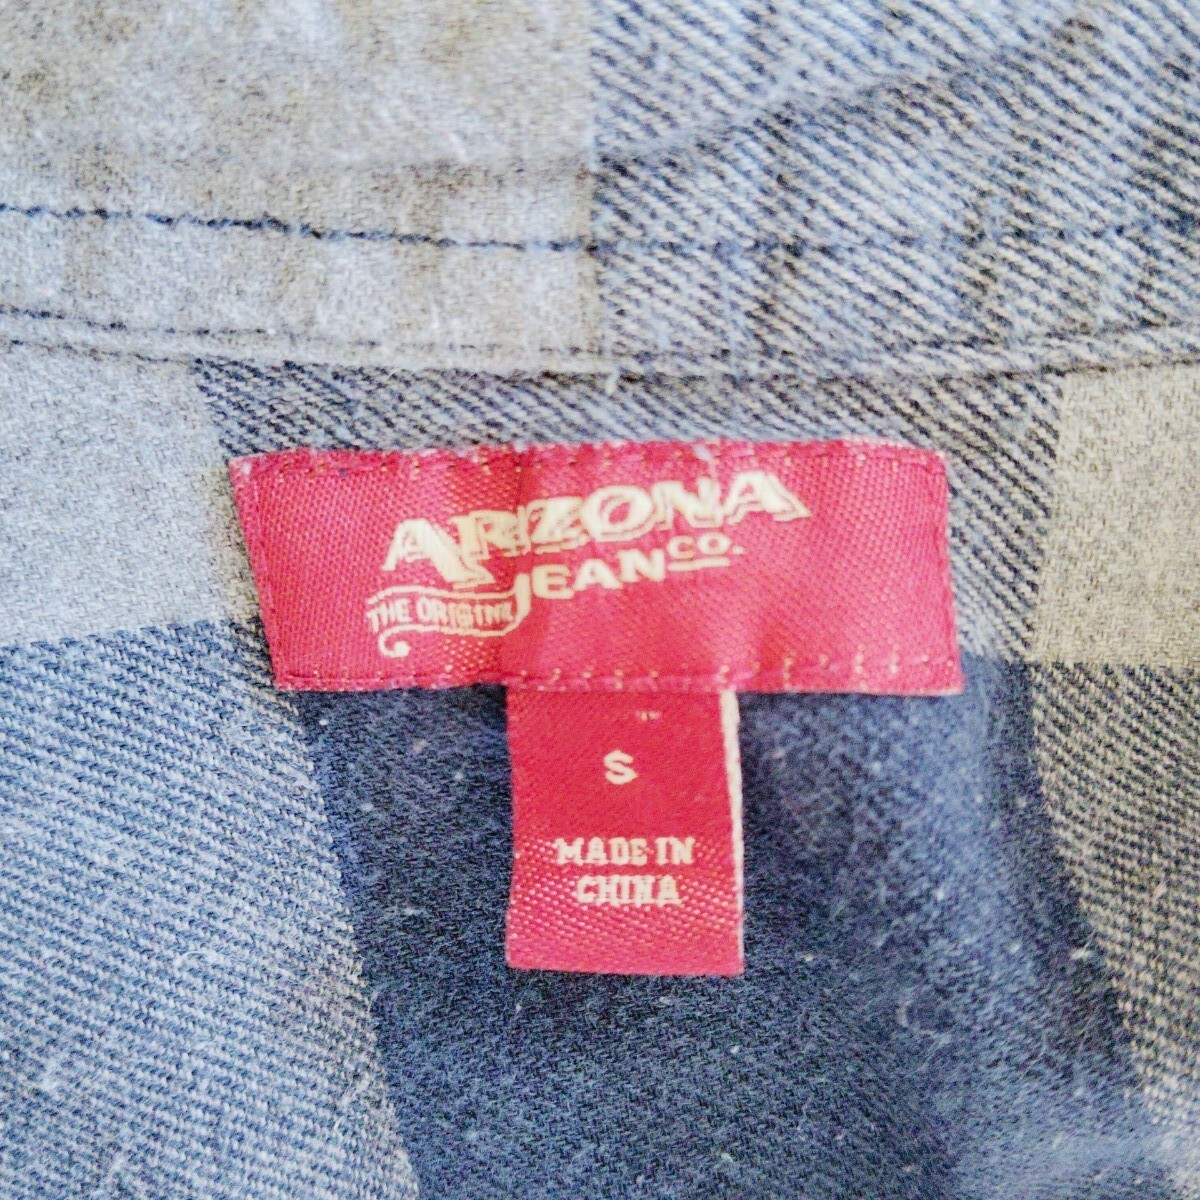 ARIZONA
JEAN CO.
THE ORIGINAL
S
MADE IN
CHINA